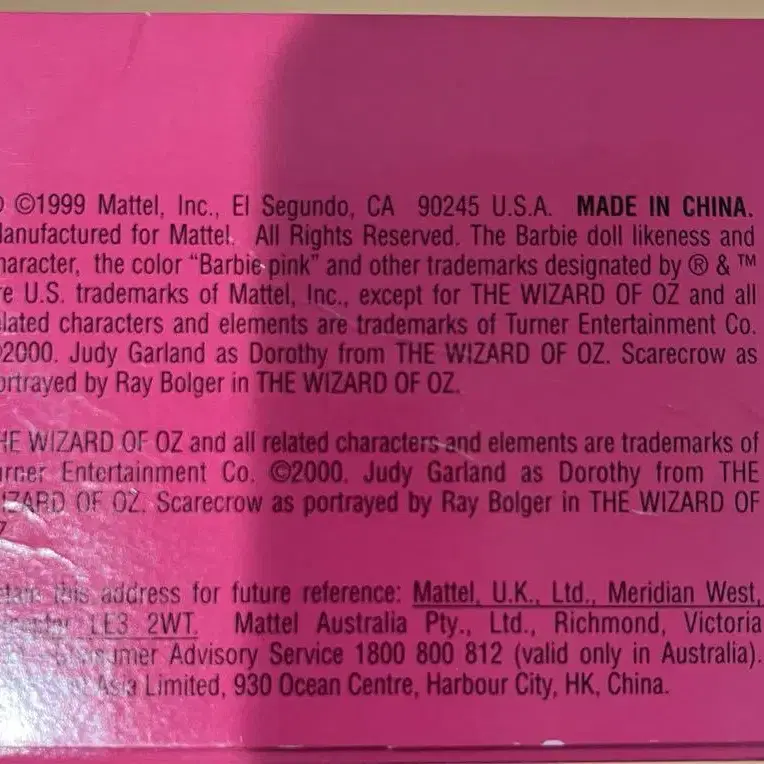 ©1999 Mattel, Inc., El Segundo, CA 90245 U.S.A. MADE IN CHINA.
anufactured for Mattel. All Rights Reserved. The Barbie doll likeness and
haracter, the color “Barbie pink” and other trademarks designated by ® & ™
re U.S. trademarks of Mattel, Inc., except for THE WIZARD OF OZ and all
lated characters and elements are trademarks of Turner Entertainment Co.
©2000. Judy Garland as Dorothy from THE WIZARD OF OZ. Scarecrow as
ortrayed by Ray Bolger in THE WIZARD OF OZ.
HE WIZARD OF OZ and all related characters and elements are trademarks of
rner Entertainment Co. ©2000. Judy Garland as Dorothy from THE
IZARD OF OZ. Scarecrow as portrayed by Ray Bolger in THE WIZARD OF
this address for future reference: Mattel, U.K., Ltd., Meridian West,
LE3 2WT. Mattel Australia Pty., Ltd., Richmond, Victoria
Advisory Service 1800 800 812 (valid only in Australia).
Asia Limited, 930 Ocean Centre, Harbour City, HK, China.